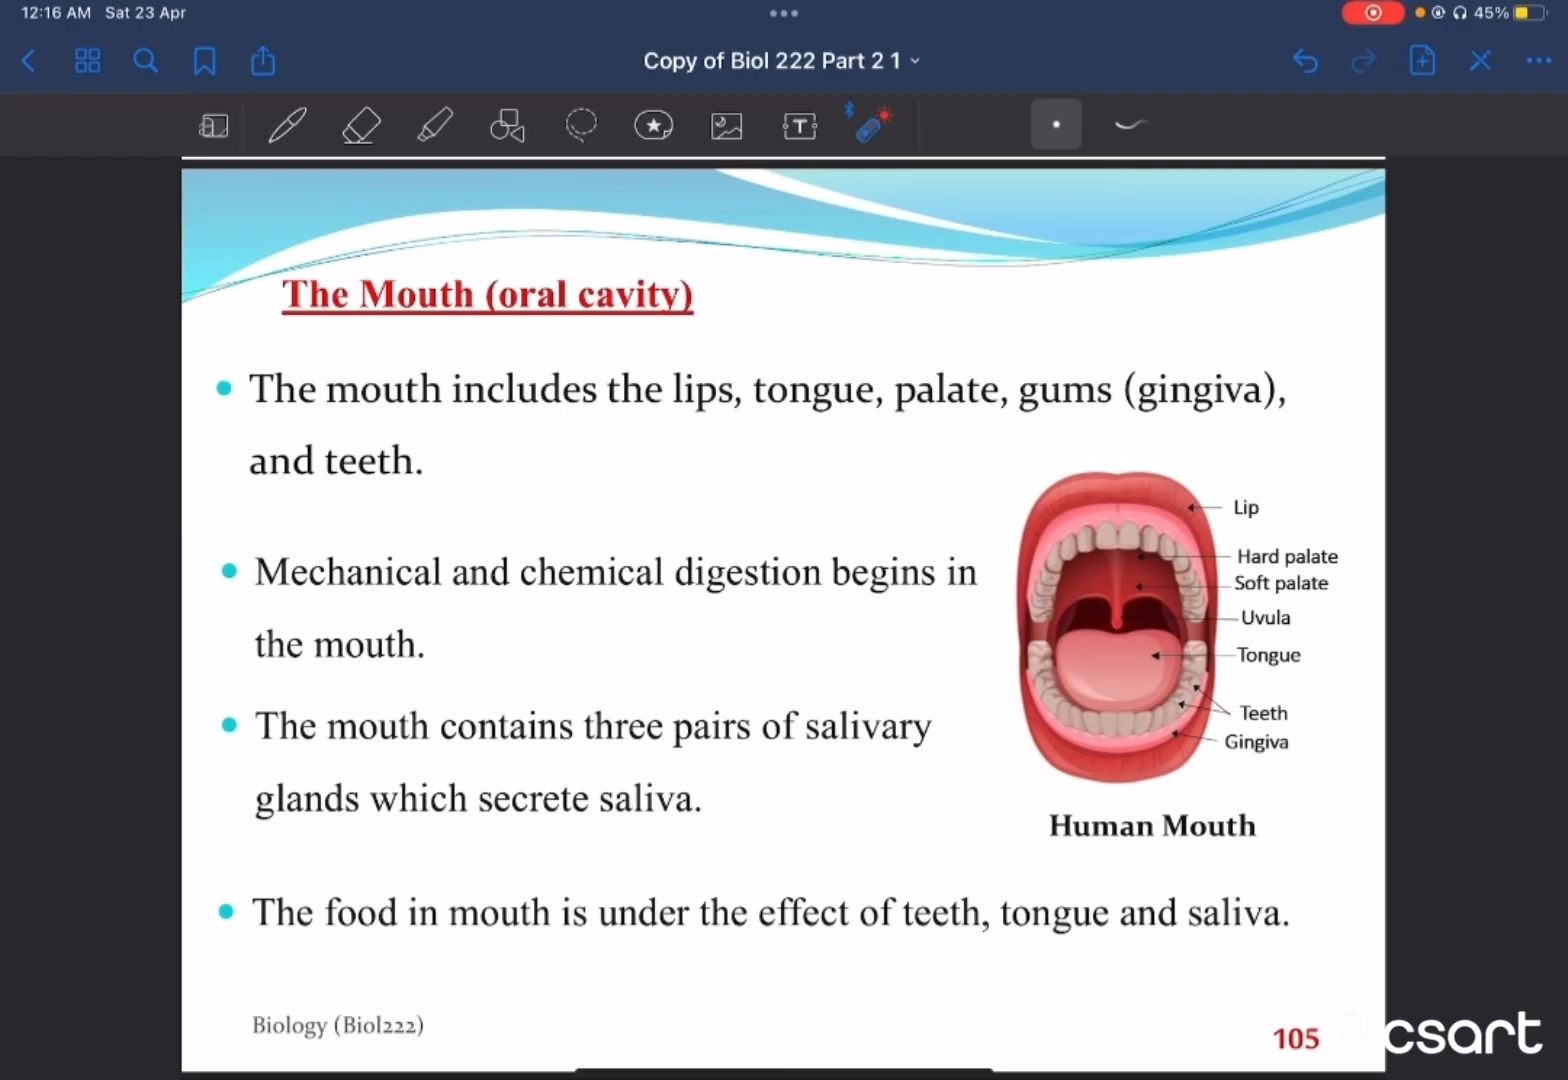 12:16 AM Sat 23 Apr
45%
Copy of Biol 222 Part 2 1
T
The Mouth (oral cavity)
The mouth includes the lips, tongue, palate, gums (gingiva),
and teeth.
Mechanical and chemical digestion begins in
the mouth.
The mouth contains three pairs of salivary
glands which secrete saliva.
Lip
Hard palate
Soft palate
Uvula
Tongue
Teeth
Gingiva
Human Mouth
The food in mouth is under the effect of teeth, tongue and saliva.
Biology (Biol222)
105
Picsart